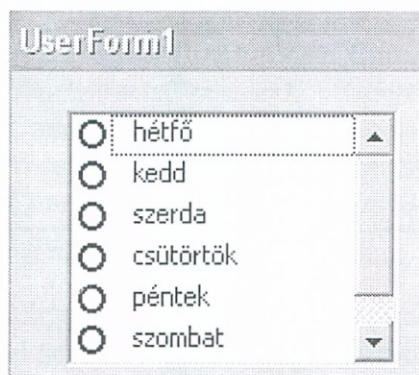 UserForm1
hétfő
kedd
szerda
csütörtök
péntek
szombat